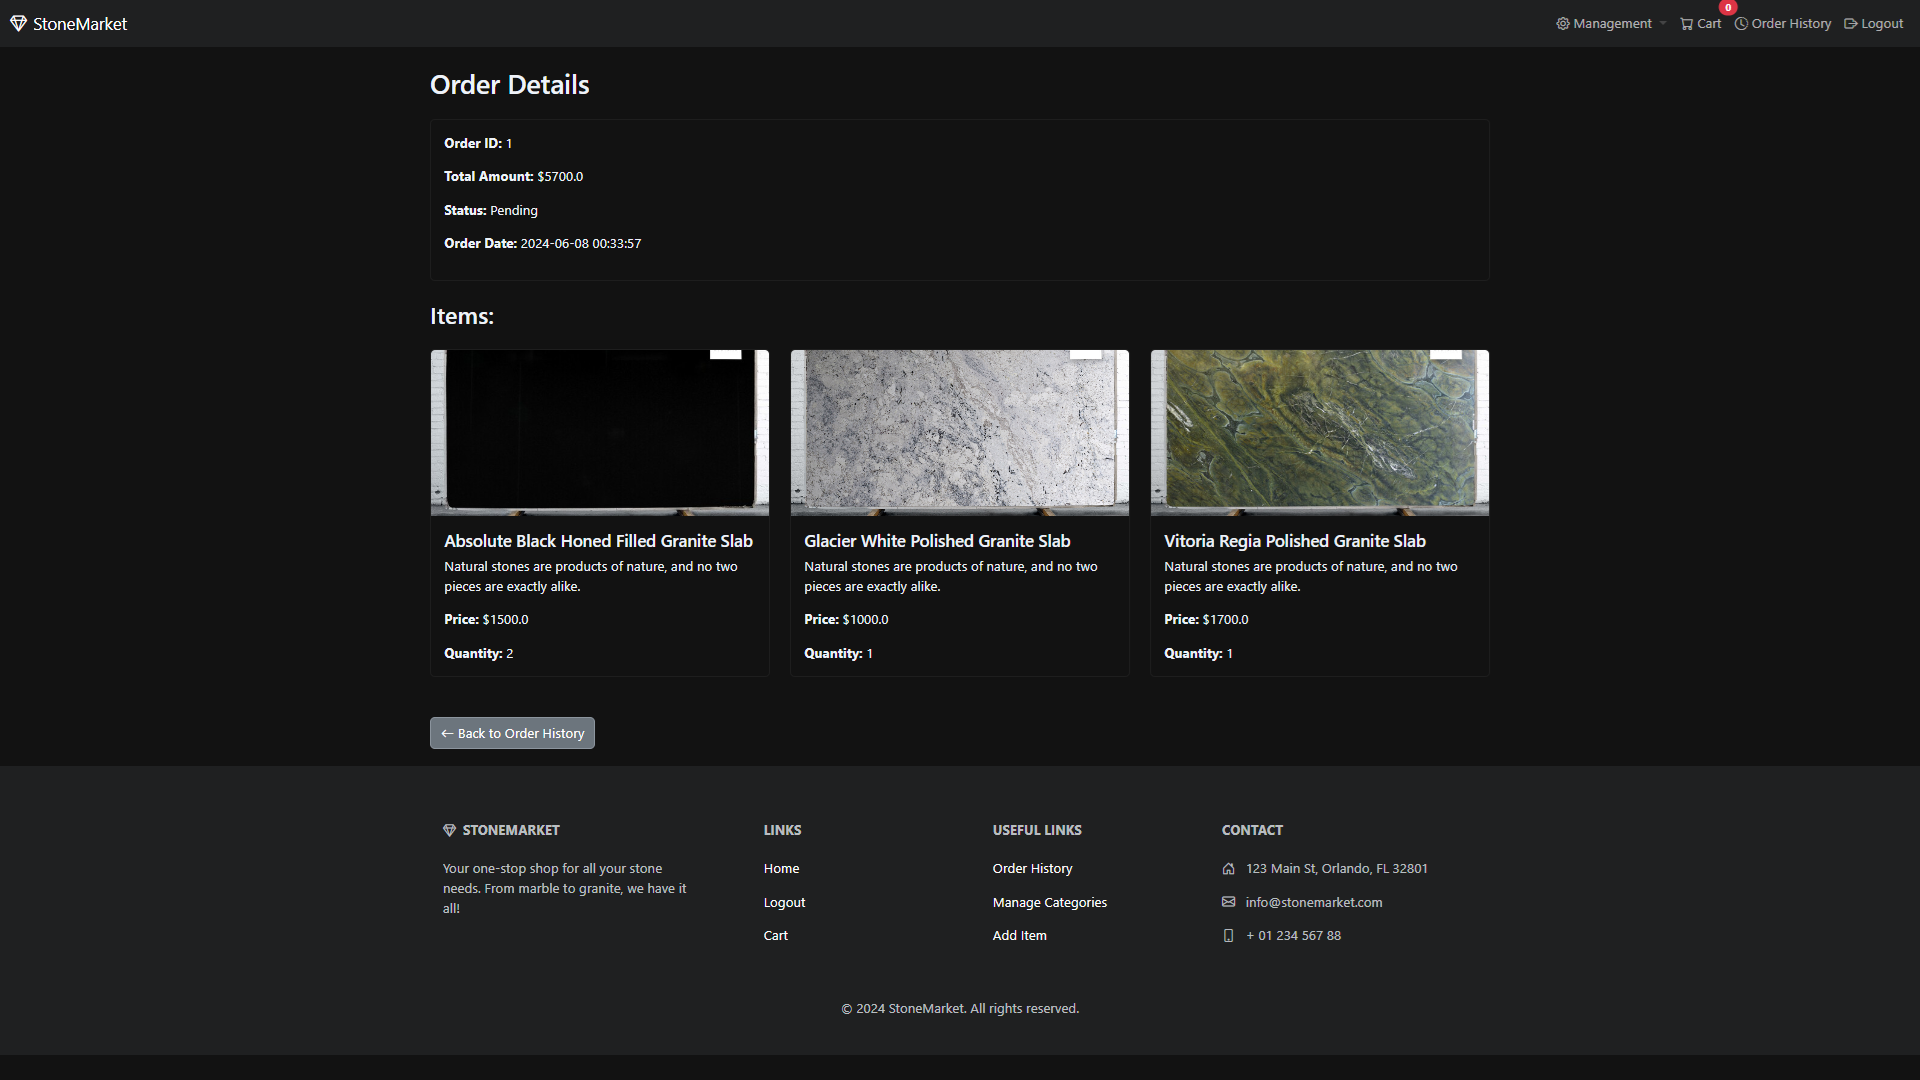 StoneMarket
Management
Cart
0
Order History
Logout
Order Details
Order ID: 1
Total Amount: $5700.0
Status: Pending
Order Date: 2024-06-08 00:33:57
Items:
Absolute Black Honed Filled Granite Slab
Natural stones are products of nature, and no two
pieces are exactly alike.
Price: $1500.0
Quantity: 2
Glacier White Polished Granite Slab
Natural stones are products of nature, and no two
pieces are exactly alike.
Price: $1000.0
Quantity: 1
Vitoria Regia Polished Granite Slab
Natural stones are products of nature, and no two
pieces are exactly alike.
Price: $1700.0
Quantity: 1
← Back to Order History
STONEMARKET
Your one-stop shop for all your stone
needs. From marble to granite, we have it
all!
LINKS
Home
Logout
Cart
USEFUL LINKS
Order History
Manage Categories
Add Item
CONTACT
123 Main St, Orlando, FL 32801
info@stonemarket.com
+ 01 234 567 88
© 2024 StoneMarket. All rights reserved.